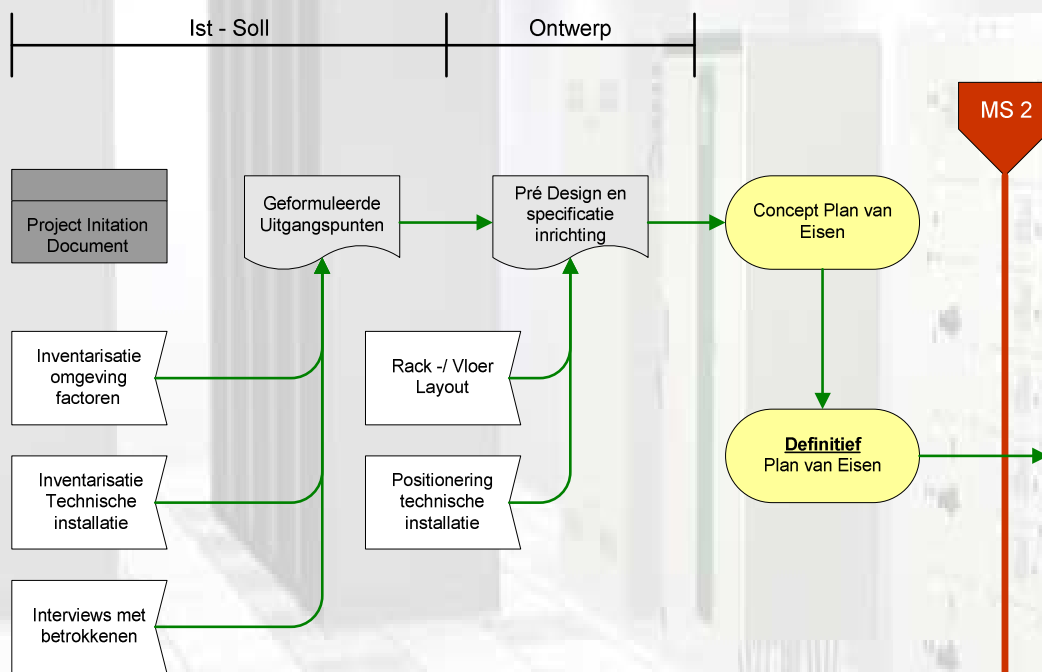 Ist - Soll
Ontwerp
MS 2
Project Initation
Document
Geformuleerde
Uitgangspunten
Pré Design en
specificatie
inrichting
Concept Plan van
Eisen
Inventarisatie
omgeving
factoren
Rack -/ Vloer
Layout
Definitief
Plan van Eisen
Inventarisatie
Technische
installatie
Positionering
technische
installatie
Interviews met
betrokkenen